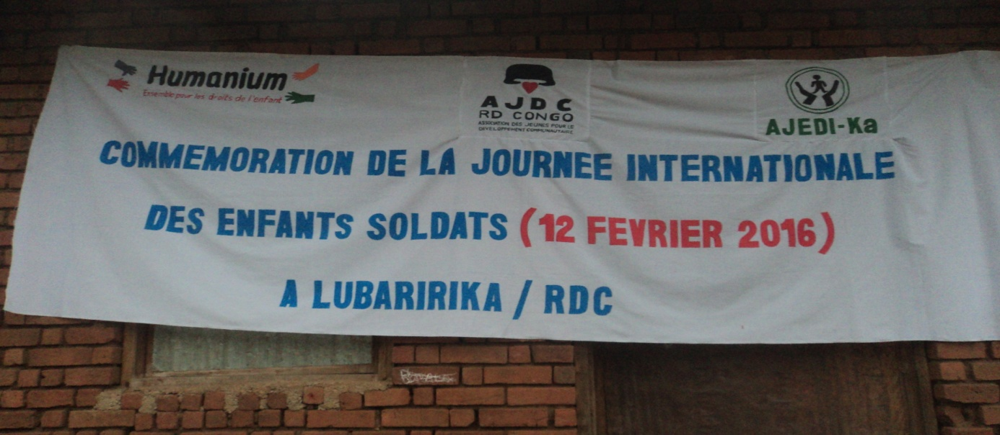 Humanium
Ensemble pour les droits de l'enfant
AJDC
RD CONGO
ASSOCIATION DES JEUNES POUR LE
DEVELOPPEMENT COMMUNAUTAIRE
AJEDI-Ka
COMMEMORATION DE LA JOURNEE INTERNATIONALE
DES ENFANTS SOLDATS (12 FEVRIER 2016)
A LUBARIRIKA / RDC